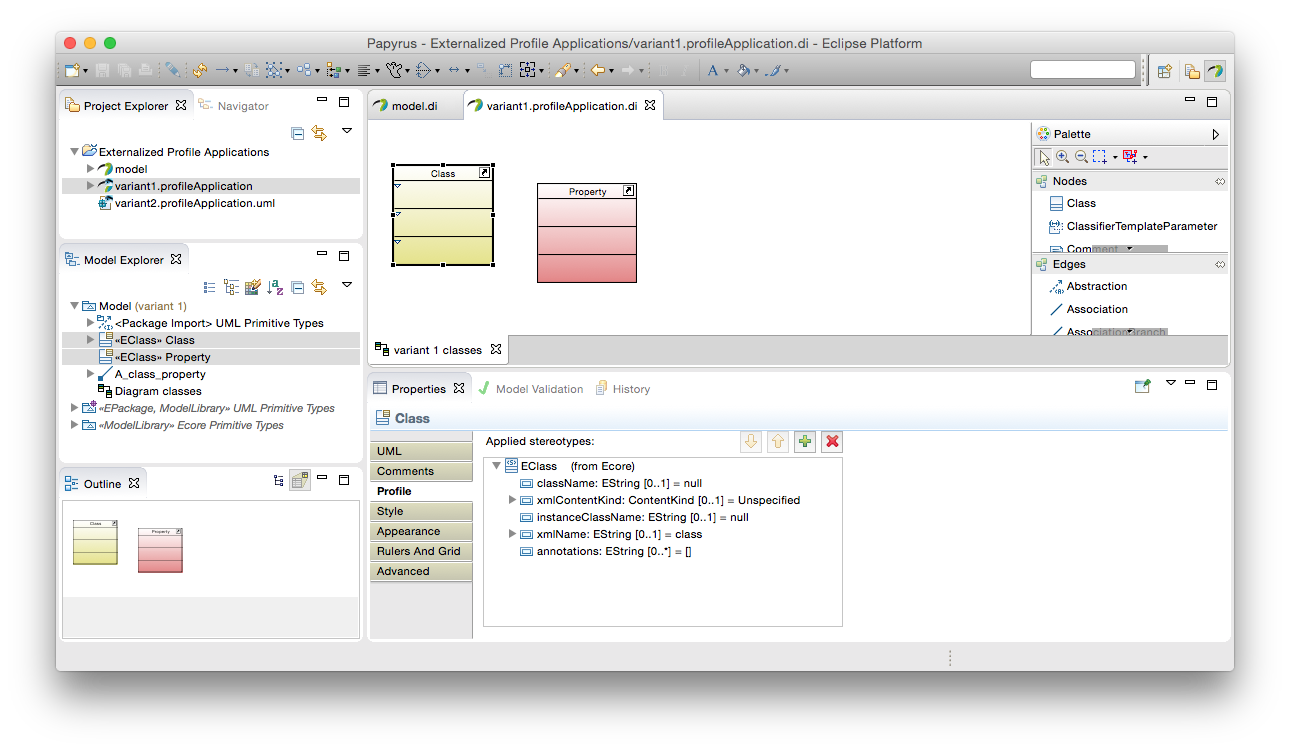 Papyrus - Externalized Profile Applications/variant1.profileApplication.di - Eclipse Platform
Project Explorer
Navigator
Externalized Profile Applications
model
variant1.profileApplication
variant2.profileApplication.uml
Model Explorer
Model (variant 1)
<Package Import> UML Primitive Types
«EClass» Class
«EClass» Property
A_class_property
Diagram classes
«EPackage, ModelLibrary» UML Primitive Types
«ModelLibrary» Ecore Primitive Types
Outline
Class
Property
model.di
variant1.profileApplication.di
Class
Property
variant 1 classes
Palette
Nodes
Class
ClassifierTemplateParameter
Comment
Edges
Abstraction
Association
Properties
Model Validation
History
Class
UML
Comments
Profile
Style
Appearance
Rulers And Grid
Advanced
Applied stereotypes:
EClass (from Ecore)
className: EString [0..1] = null
xmlContentKind: ContentKind [0..1] = Unspecified
instanceClassName: EString [0..1] = null
xmlName: EString [0..1] = class
annotations: EString [0..*] = []